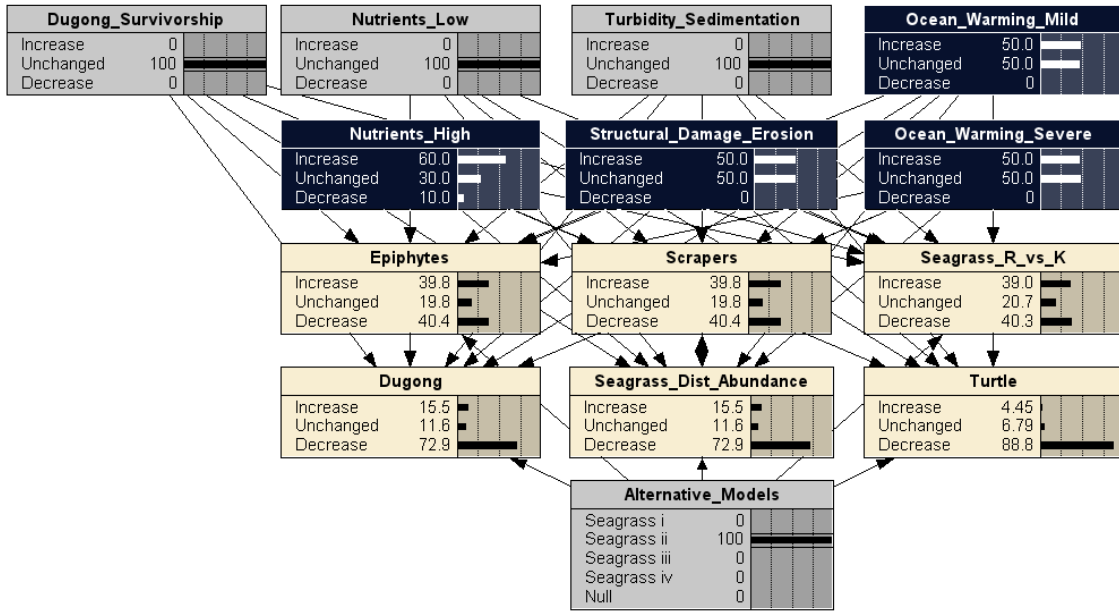 Dugong_Survivorship
Increase 0
Unchanged 100
Decrease 0
Nutrients_Low
Increase 0
Unchanged 100
Decrease 0
Turbidity_Sedimentation
Increase 0
Unchanged 100
Decrease 0
Ocean_Warming_Mild
Increase 50.0
Unchanged 50.0
Decrease 0
Nutrients_High
Increase 60.0
Unchanged 30.0
Decrease 10.0
Structural_Damage_Erosion
Increase 50.0
Unchanged 50.0
Decrease 0
Ocean_Warming_Severe
Increase 50.0
Unchanged 50.0
Decrease 0
Epiphytes
Increase 39.8
Unchanged 19.8
Decrease 40.4
Scrapers
Increase 39.8
Unchanged 19.8
Decrease 40.4
Seagrass_R_vs_K
Increase 39.0
Unchanged 20.7
Decrease 40.3
Dugong
Increase 15.5
Unchanged 11.6
Decrease 72.9
Seagrass_Dist_Abundance
Increase 15.5
Unchanged 11.6
Decrease 72.9
Turtle
Increase 4.45
Unchanged 6.79
Decrease 88.8
Alternative_Models
Seagrass i 0
Seagrass ii 100
Seagrass iii 0
Seagrass iv 0
Null 0